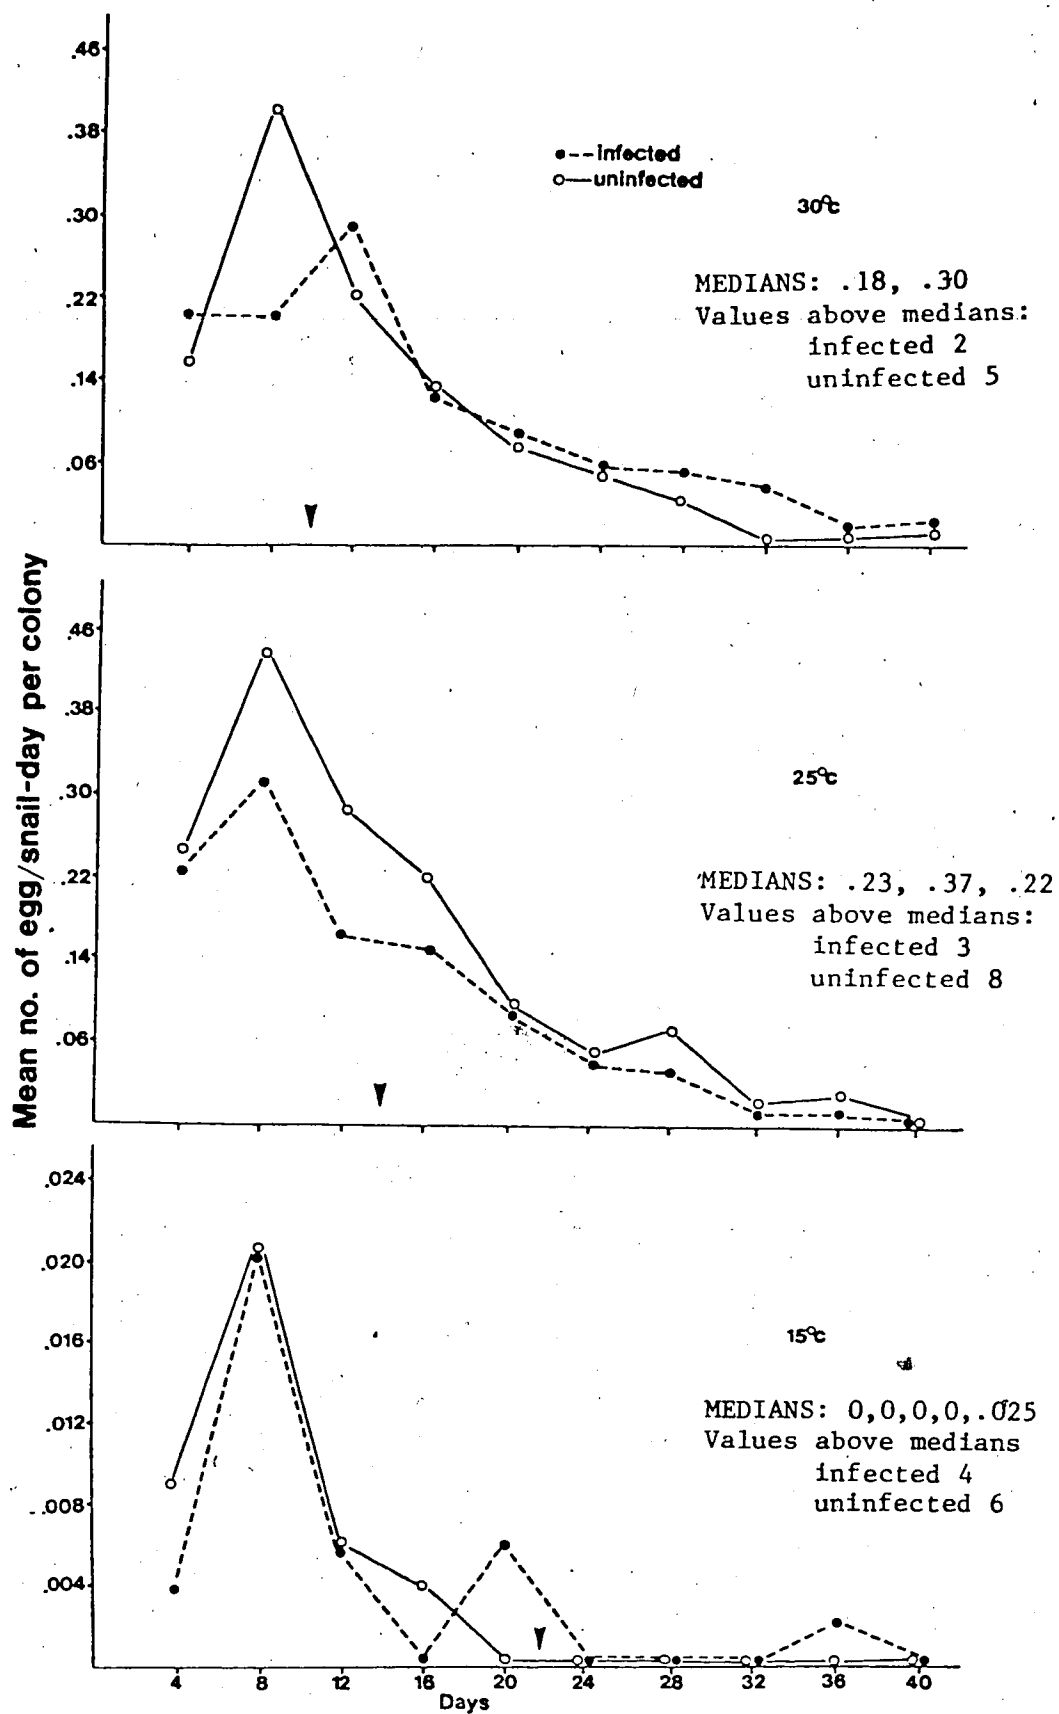 Mean no. of egg/snail-day per colony
.46
.38
.30
.22
.14
.06
infected
uninfected
30°c
MEDIANS: .18, .30
Values above medians:
infected 2
uninfected 5
.46
.38
.30
.22
.14
.06
25°c
MEDIANS: .23, .37, .22
Values above medians:
infected 3
uninfected 8
.024
.020
.016
.012
.008
.004
15°c
MEDIANS: 0,0,0,0,.025
Values above medians
infected 4
uninfected 6
4 8 12 16 20 24 28 32 36 40
Days